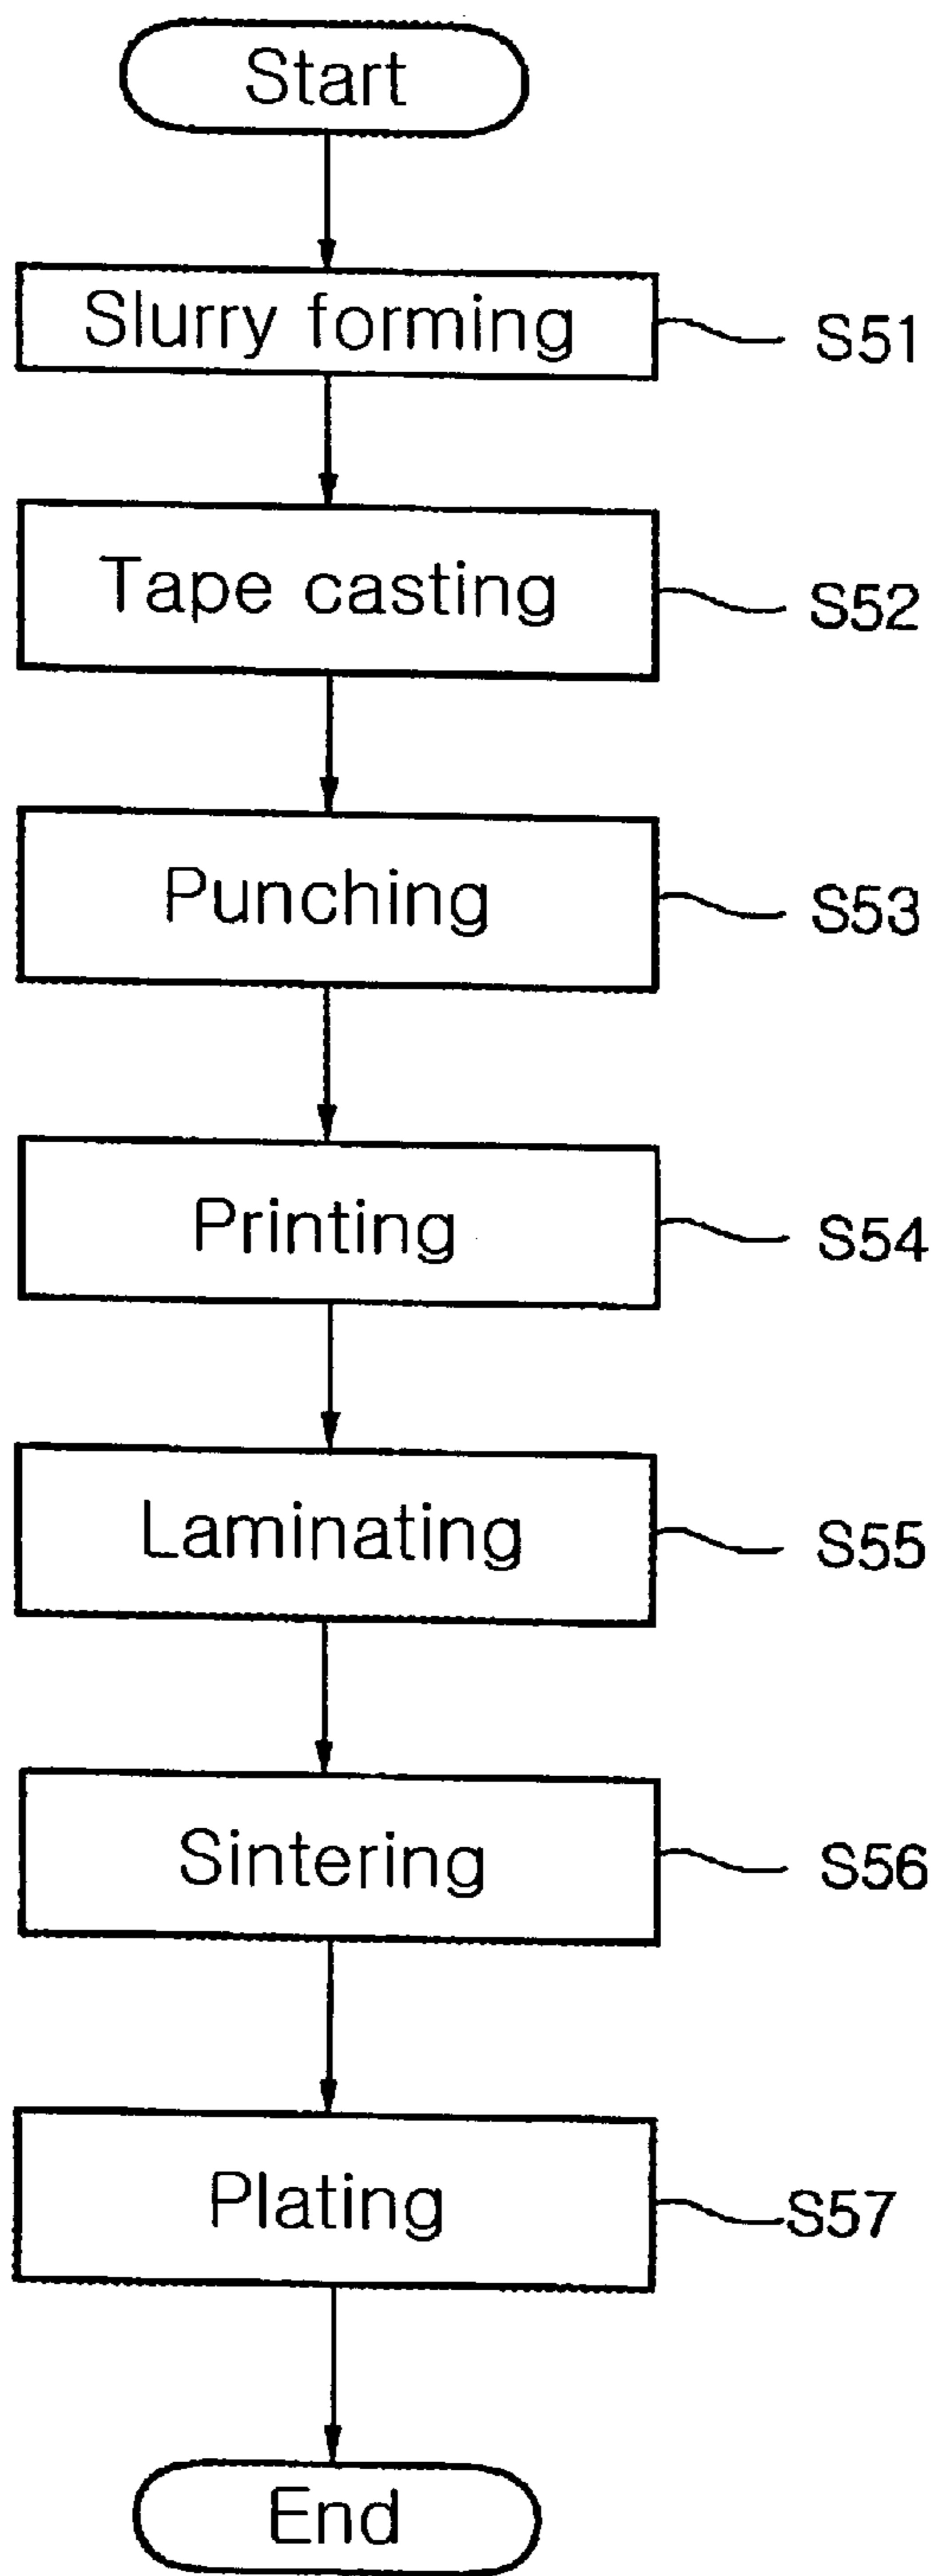 Start
Slurry forming S51
Tape casting S52
Punching S53
Printing S54
Laminating S55
Sintering S56
Plating S57
End